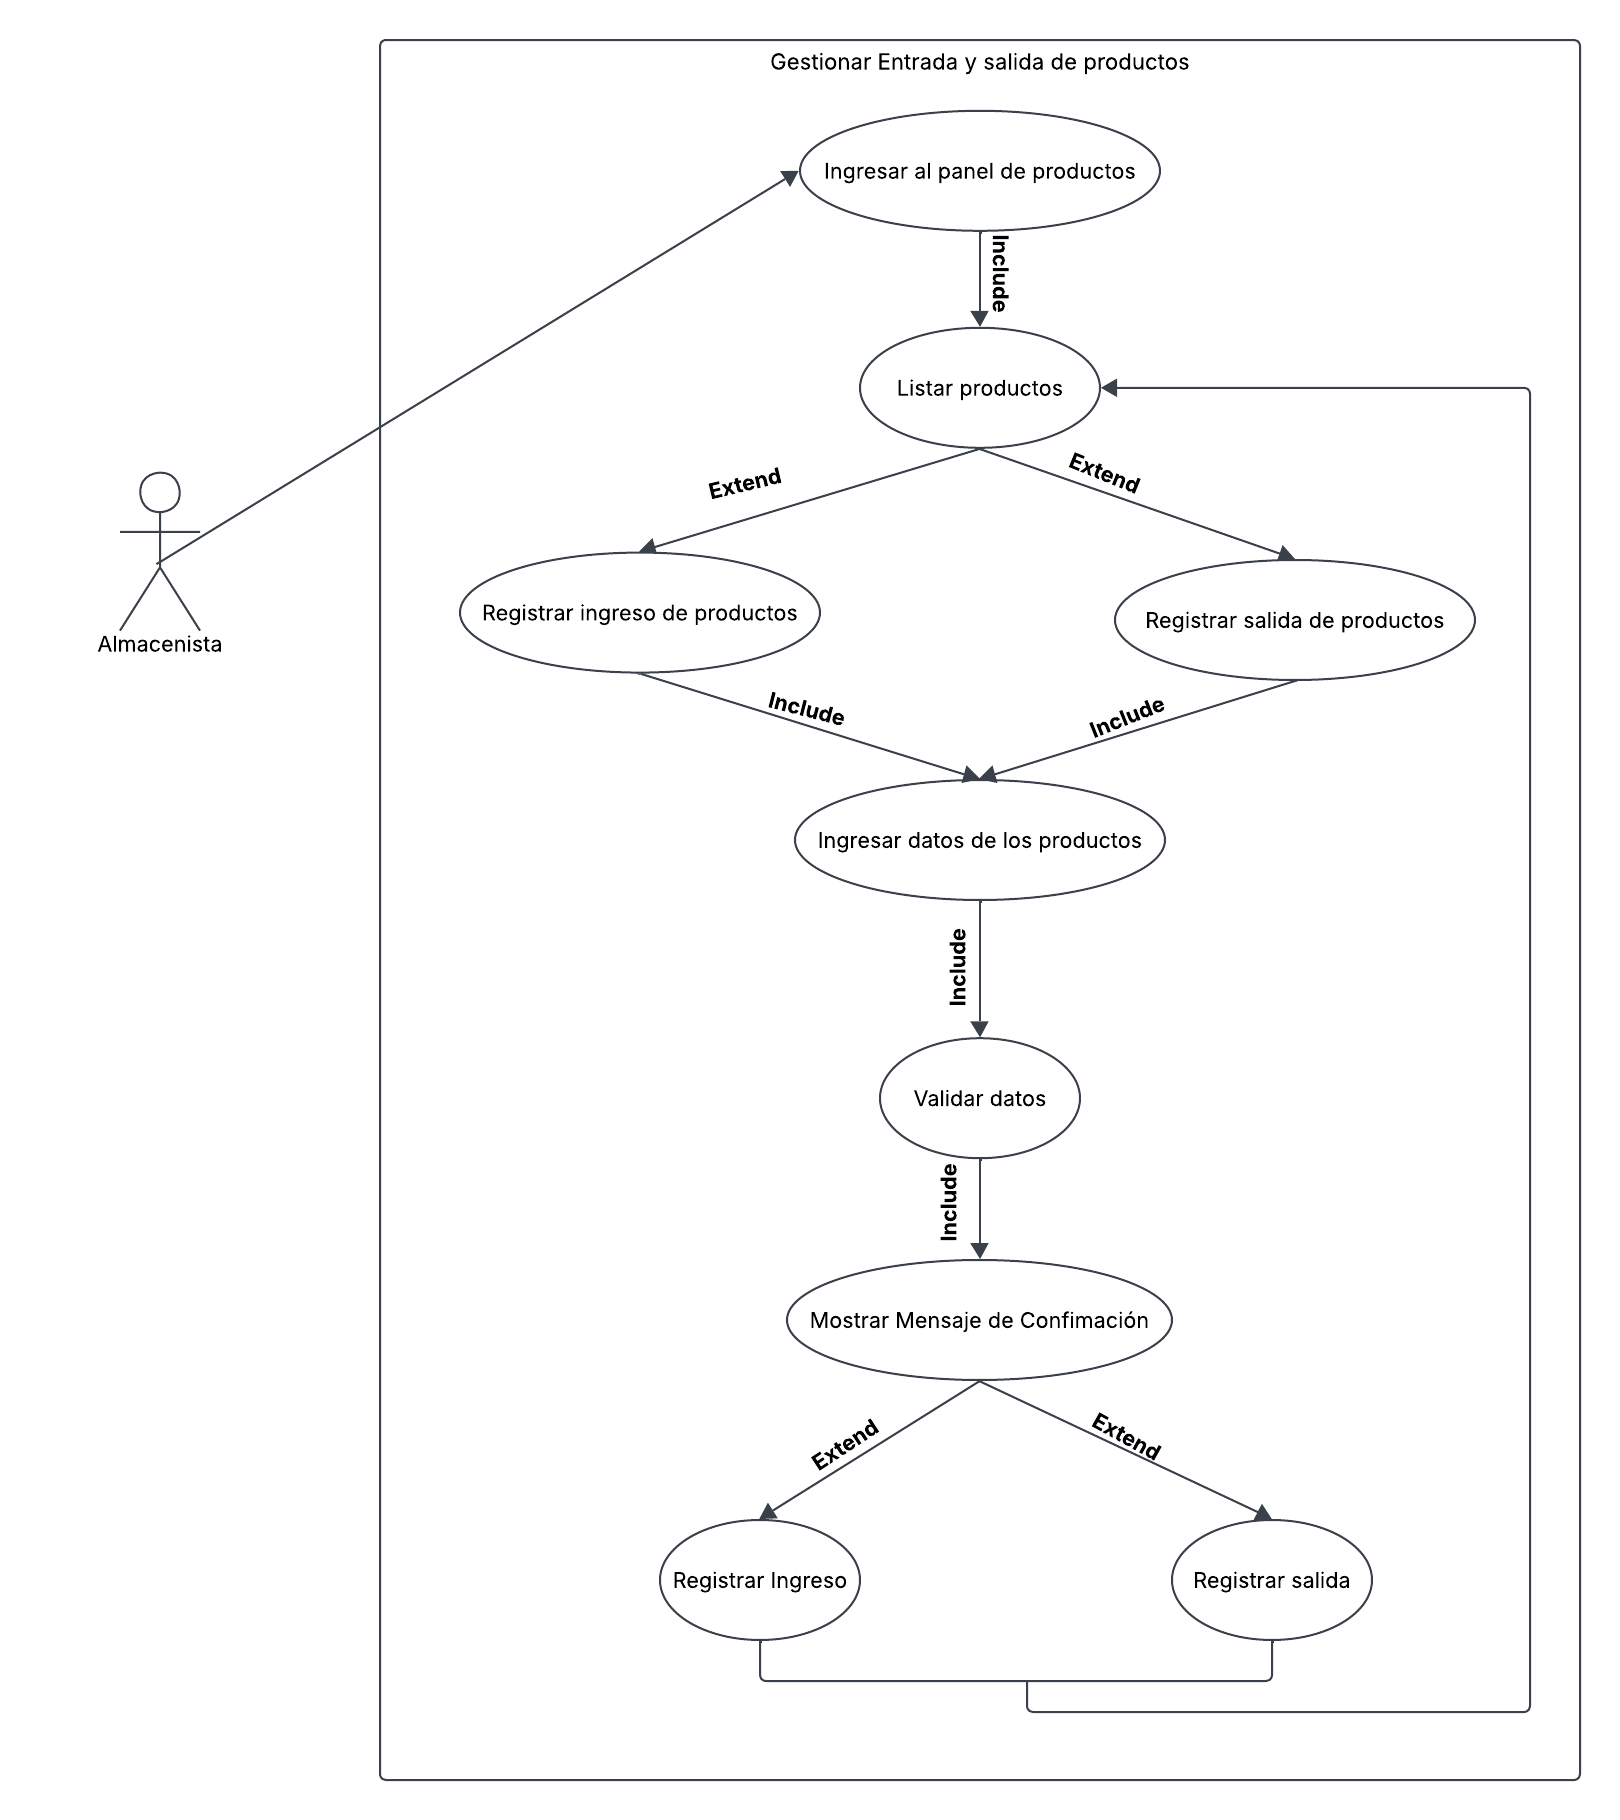 Gestionar Entrada y salida de productos
Ingresar al panel de productos
Include
Listar productos
Extend
Extend
Almacenista
Registrar ingreso de productos
Registrar salida de productos
Include
Include
Ingresar datos de los productos
Include
Validar datos
Include
Mostrar Mensaje de Confimación
Extend
Extend
Registrar Ingreso
Registrar salida